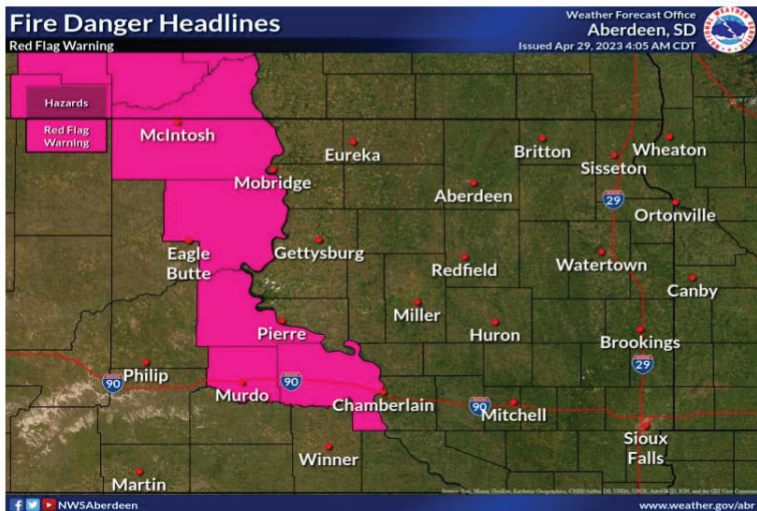 Fire Danger Headlines
Red Flag Warning
Weather Forecast Office
Aberdeen, SD
Issued Apr 29, 2023 4:05 AM CDT
Hazards
Red Flag
Warning
McIntosh
Eureka
Britton
Wheaton
Sisseton
Mobridge
Aberdeen
29
Ortonville
Eagle
Butte
Gettysburg
Redfield
Watertown
Canby
Miller
Pierre
Huron
Brookings
29
Philip
90
Murdo
90
Chamberlain
90
Mitchell
Sioux
Falls
Winner
Martin
NWSAberdeen
www.weather.gov/abr